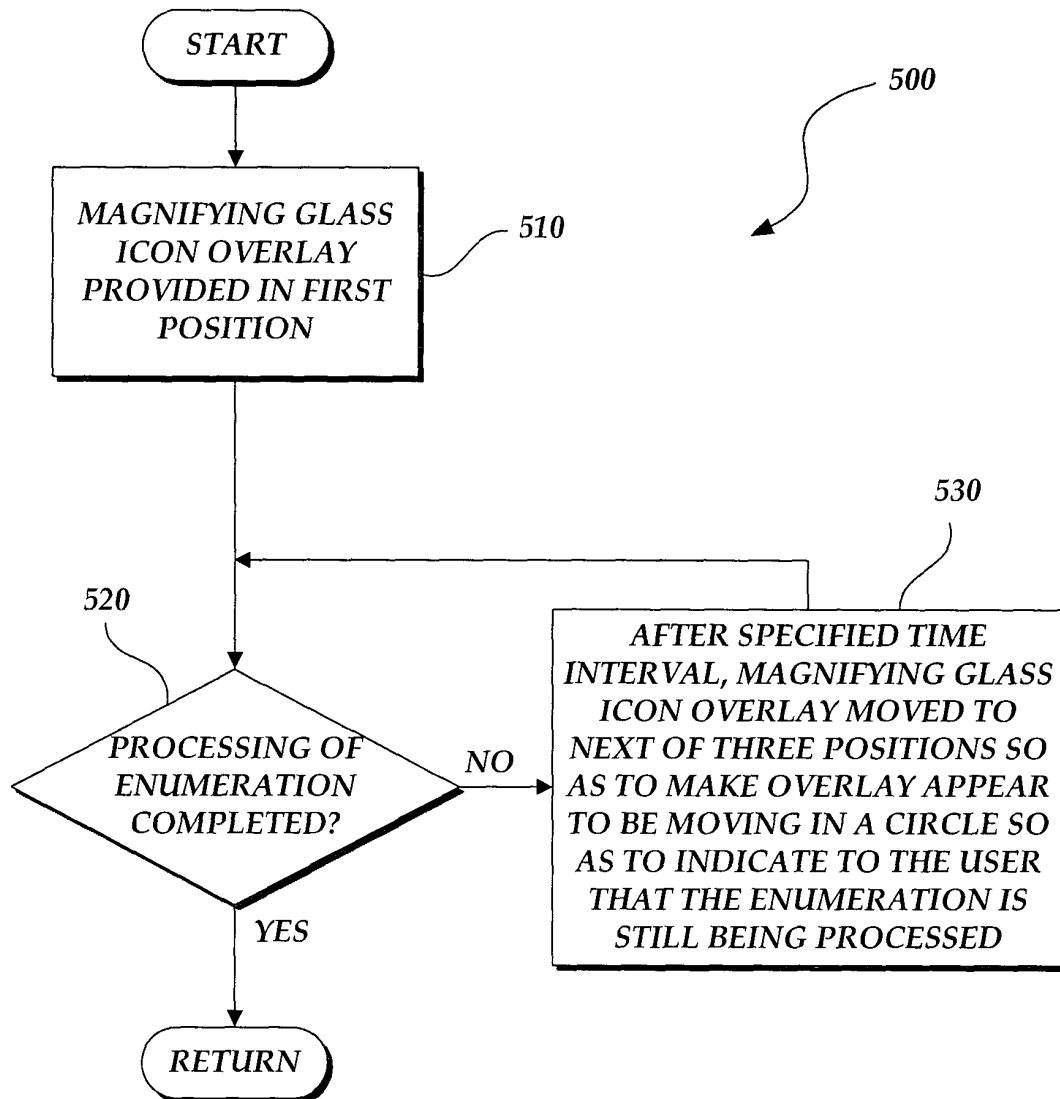 START
500
MAGNIFYING GLASS
ICON OVERLAY
PROVIDED IN FIRST
POSITION
510
530
520
PROCESSING OF
ENUMERATION
COMPLETED?
NO
AFTER SPECIFIED TIME
INTERVAL, MAGNIFYING GLASS
ICON OVERLAY MOVED TO
NEXT OF THREE POSITIONS SO
AS TO MAKE OVERLAY APPEAR
TO BE MOVING IN A CIRCLE SO
AS TO INDICATE TO THE USER
THAT THE ENUMERATION IS
STILL BEING PROCESSED
YES
RETURN